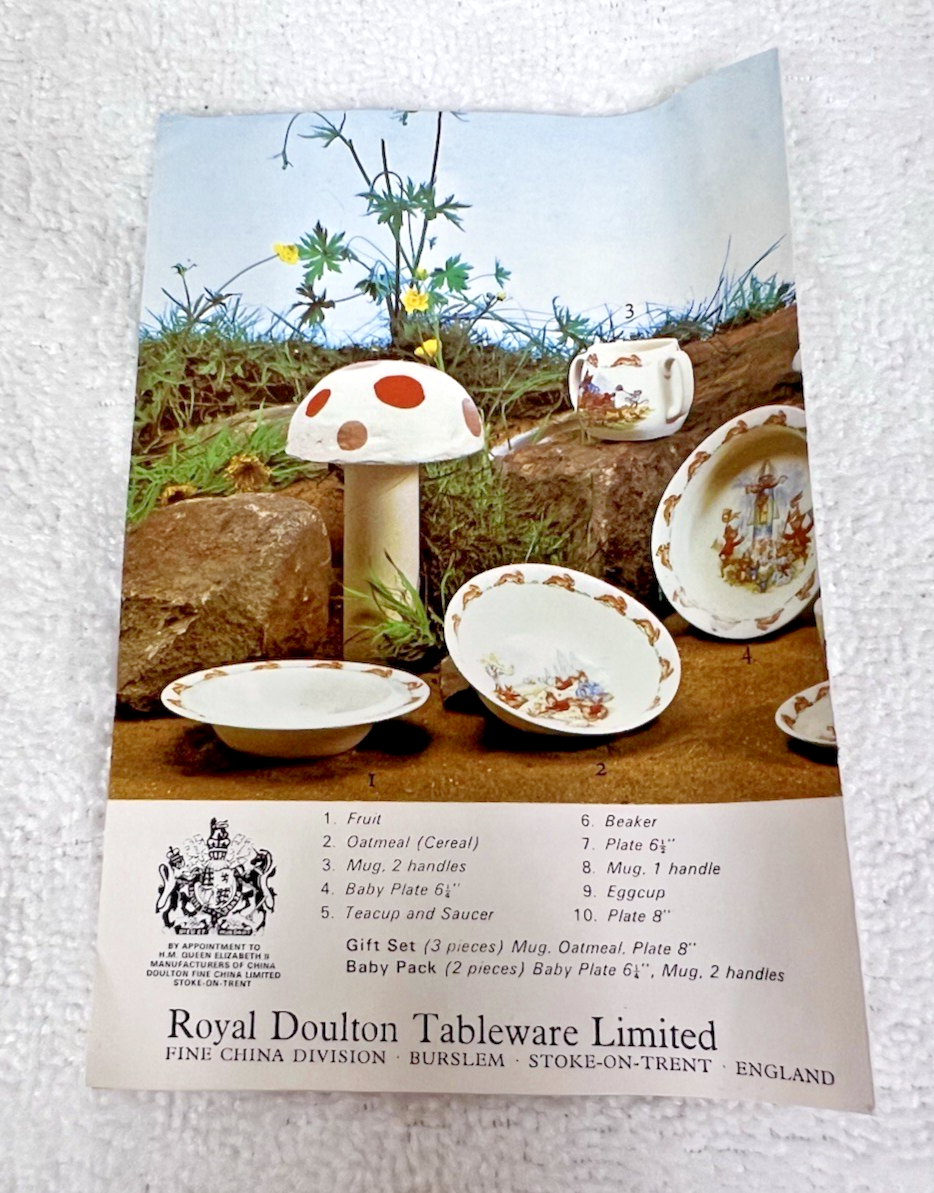 3
4
1
2
1. Fruit
2. Oatmeal (Cereal)
3. Mug, 2 handles
4. Baby Plate 6¼"
5. Teacup and Saucer
6. Beaker
7. Plate 6½"
8. Mug, 1 handle
9. Eggcup
10. Plate 8"
Gift Set (3 pieces) Mug, Oatmeal, Plate 8"
Baby Pack (2 pieces) Baby Plate 6¼", Mug, 2 handles
BY APPOINTMENT TO
H.M. QUEEN ELIZABETH II
MANUFACTURERS OF CHINA
DOULTON FINE CHINA LIMITED
STOKE-ON-TRENT
Royal Doulton Tableware Limited
FINE CHINA DIVISION · BURSLEM · STOKE-ON-TRENT · ENGLAND